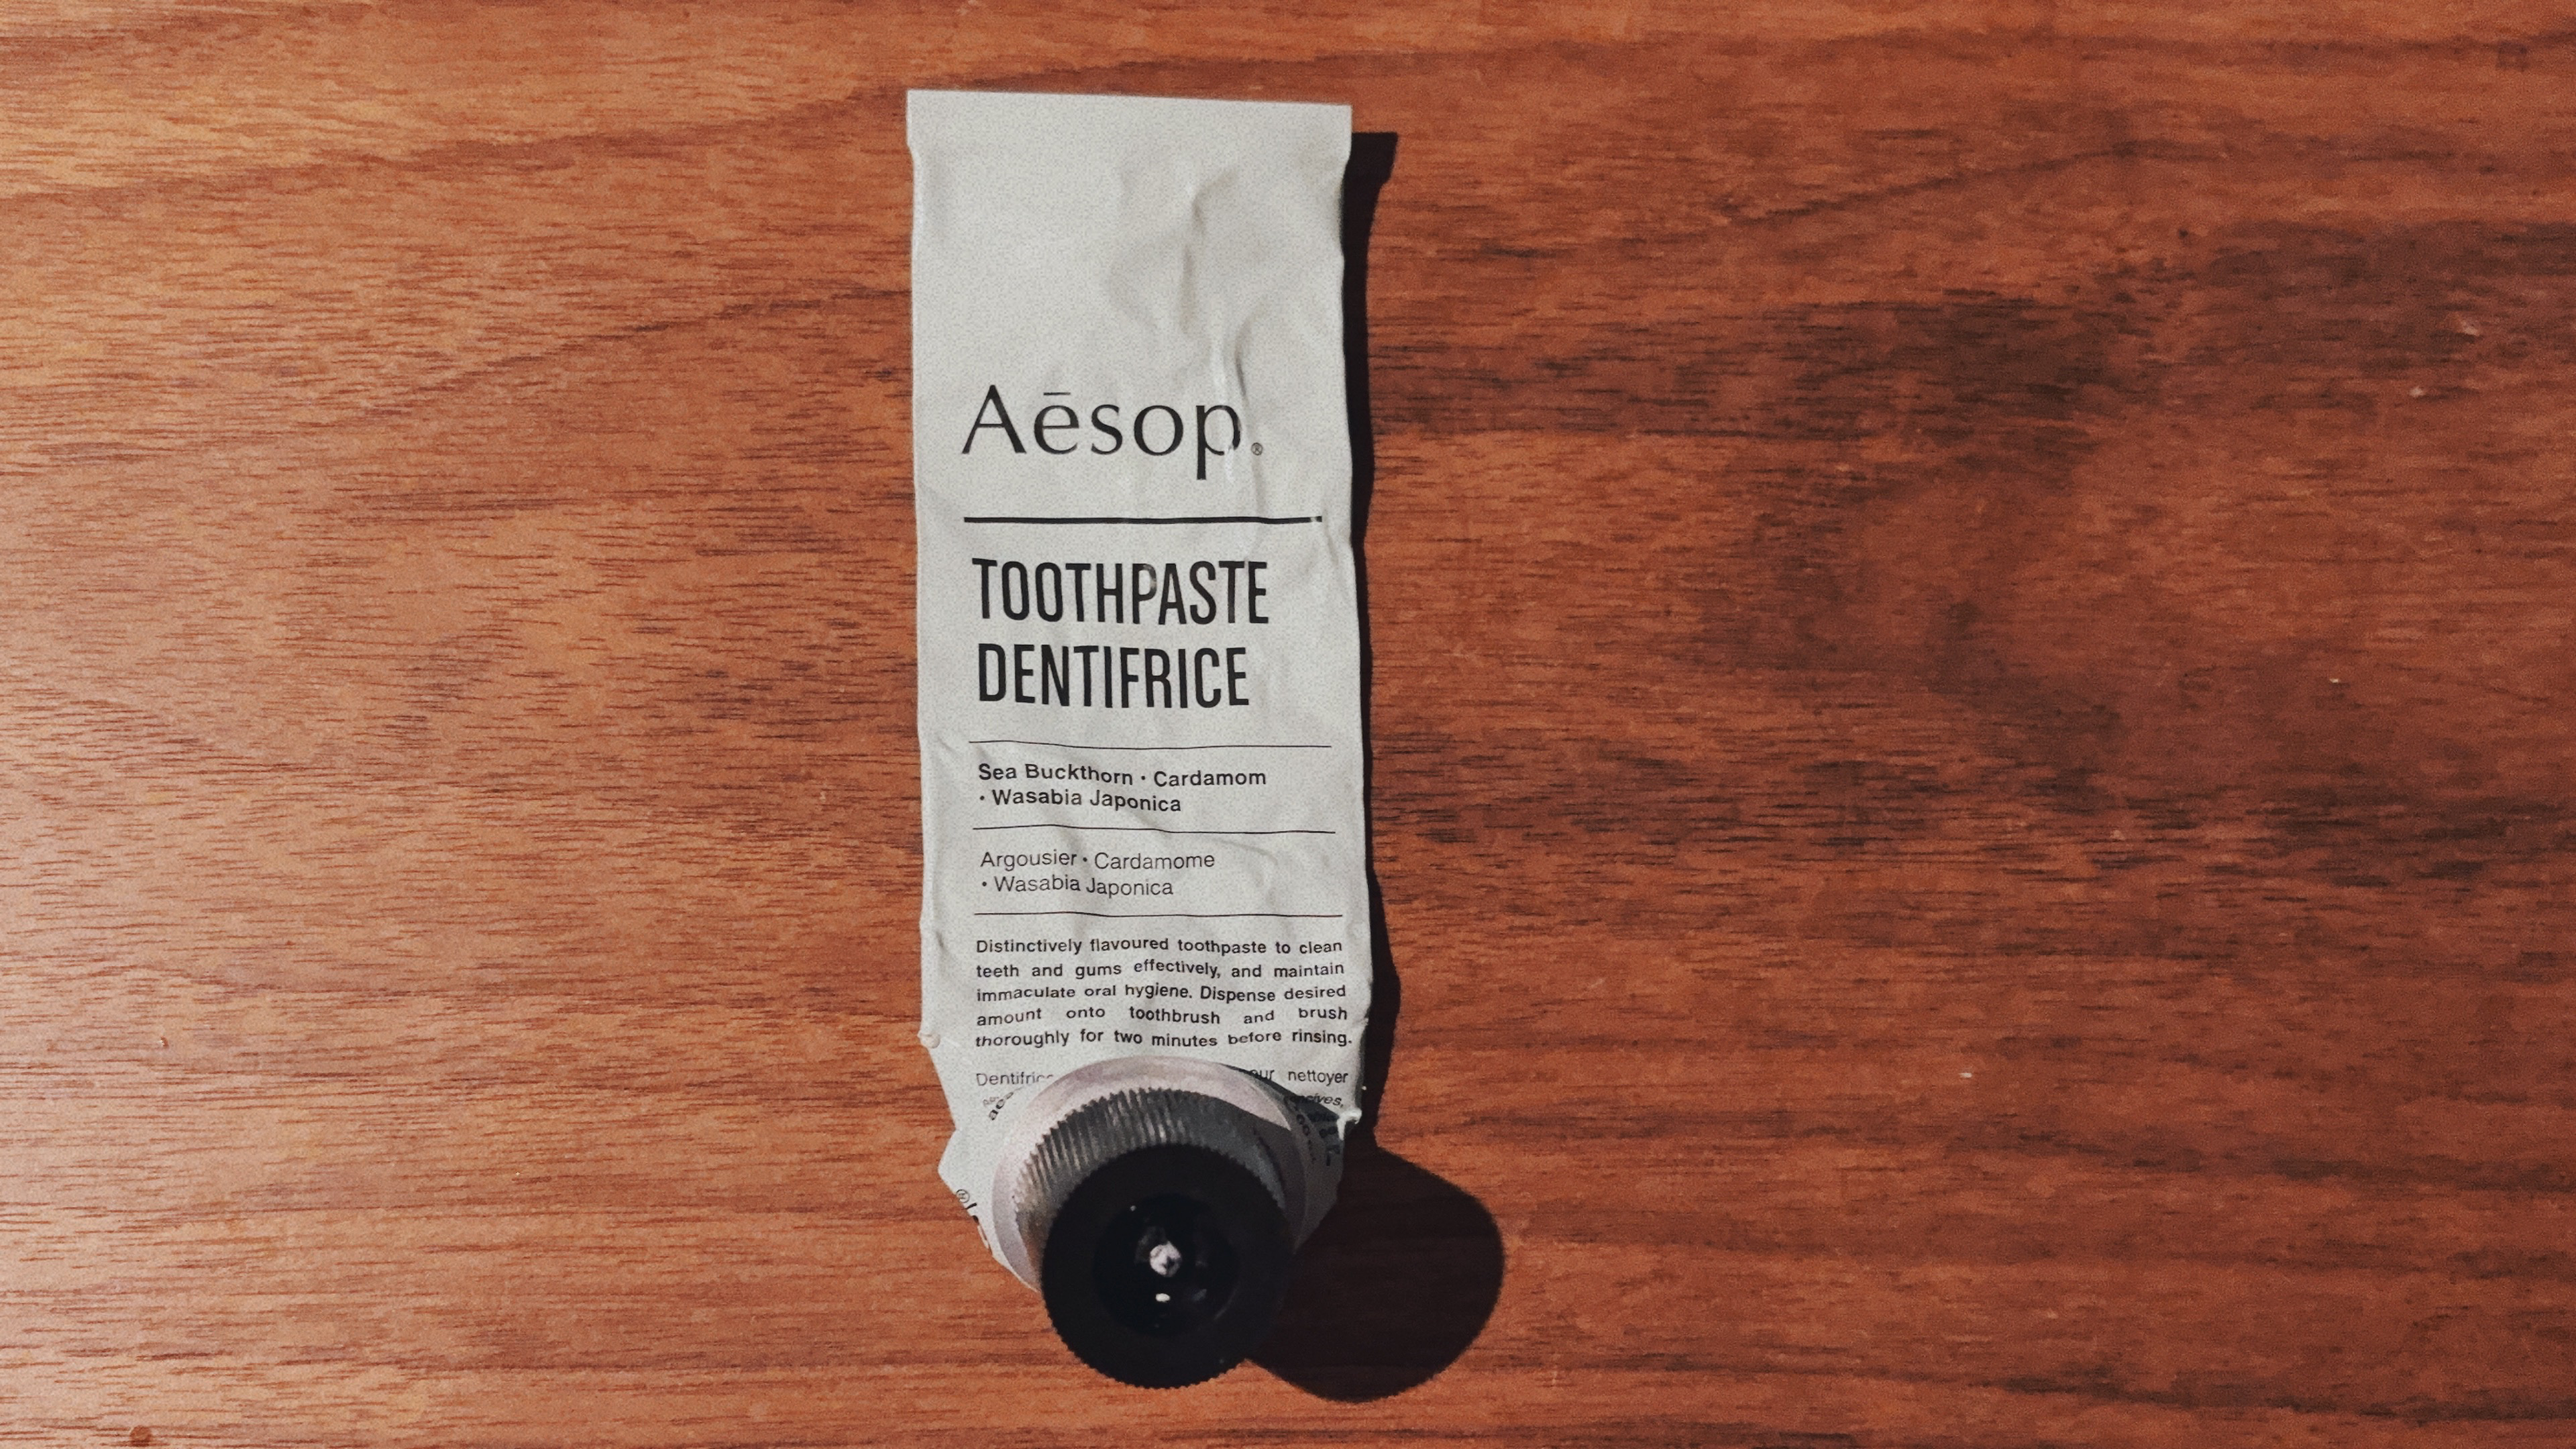 Aēsop.®
TOOTHPASTE
DENTIFRICE
Sea Buckthorn · Cardamom
· Wasabia Japonica
Argousier · Cardamome
· Wasabia Japonica
Distinctively flavoured toothpaste to clean
teeth and gums effectively, and maintain
immaculate oral hygiene. Dispense desired
amount onto toothbrush and brush
thoroughly for two minutes before rinsing.
nettoyer